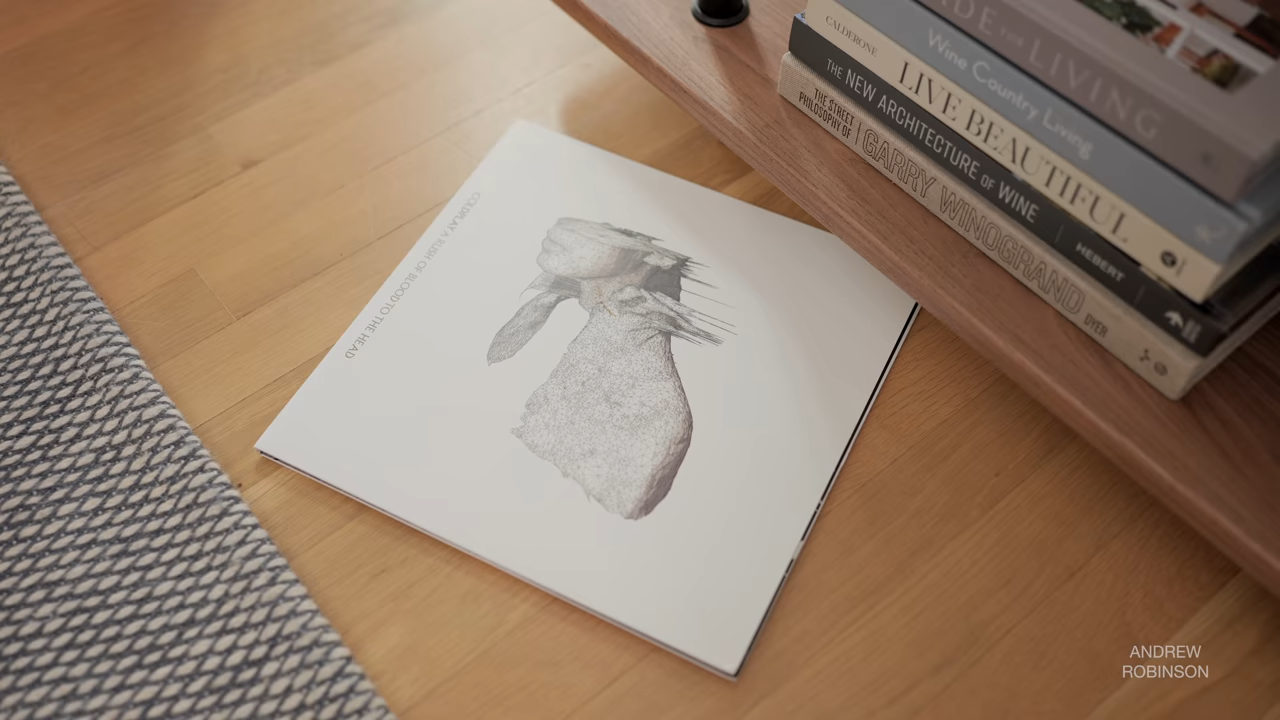 MADE FOR LIVING
Wine Country Living
CALDERONE LIVE BEAUTIFUL
THE NEW ARCHITECTURE OF WINE HEBERT
THE STREET
PHILOSOPHY OF GARRY WINOGRAND DYER
COLDPLAY A RUSH OF BLOOD TO THE HEAD
ANDREW
ROBINSON